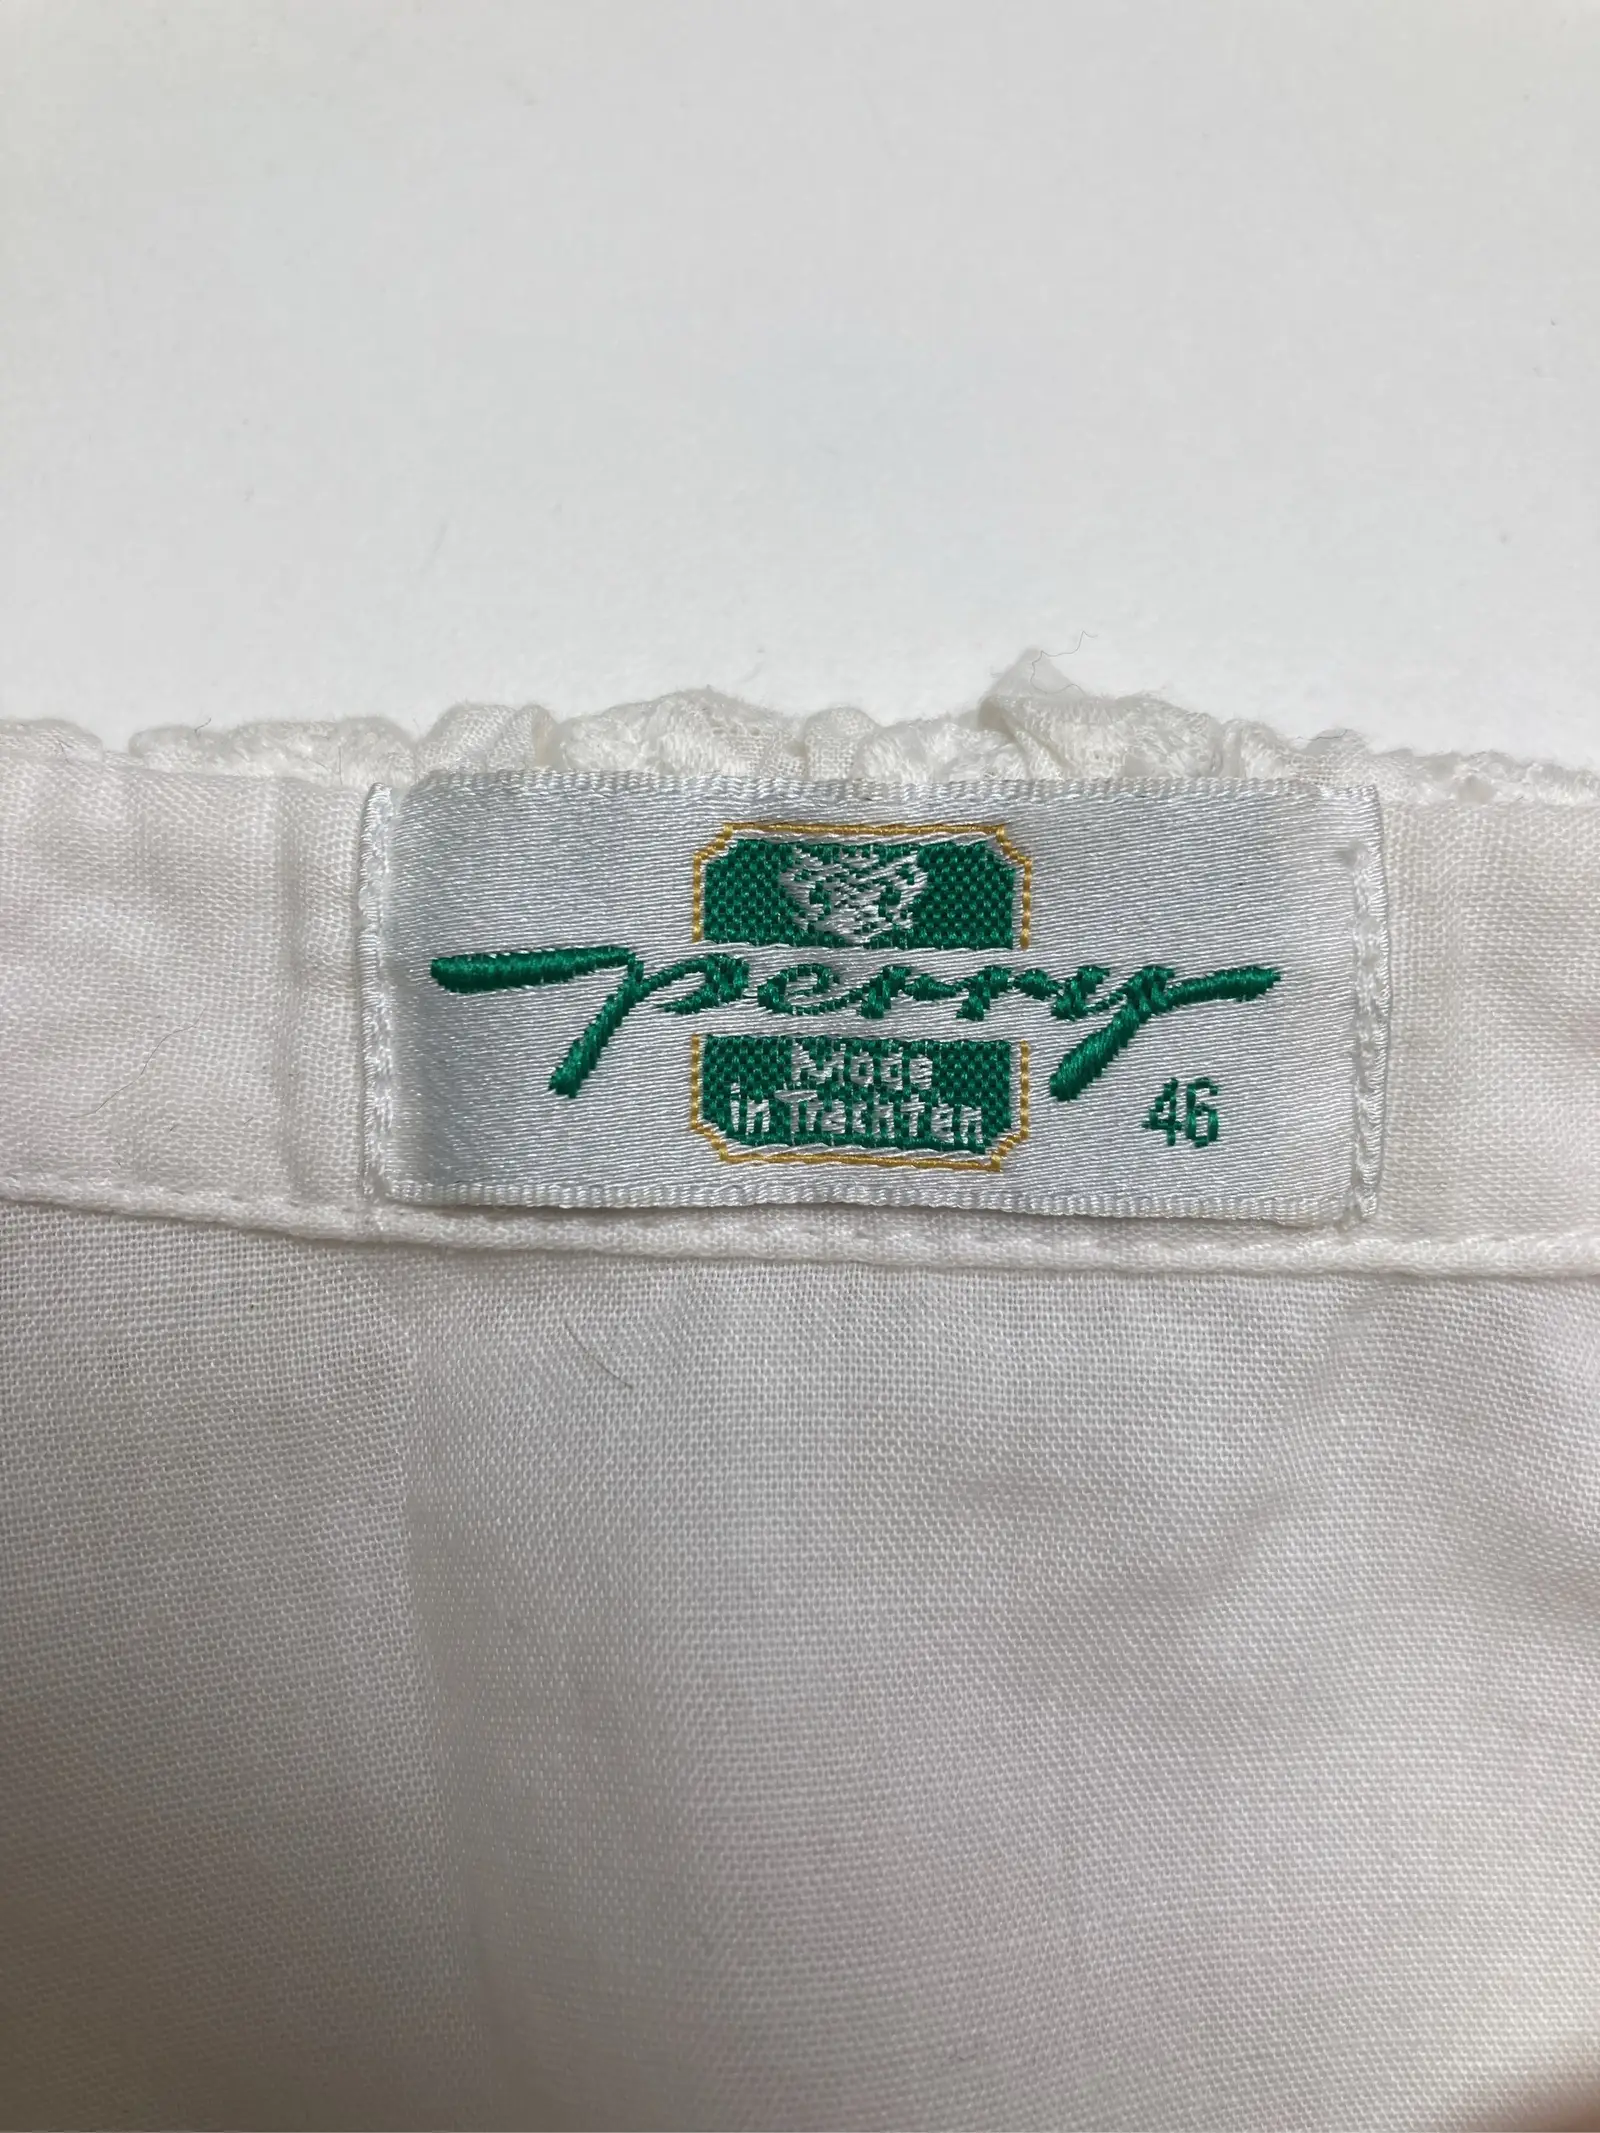 perry
Mode
in Trachten
46